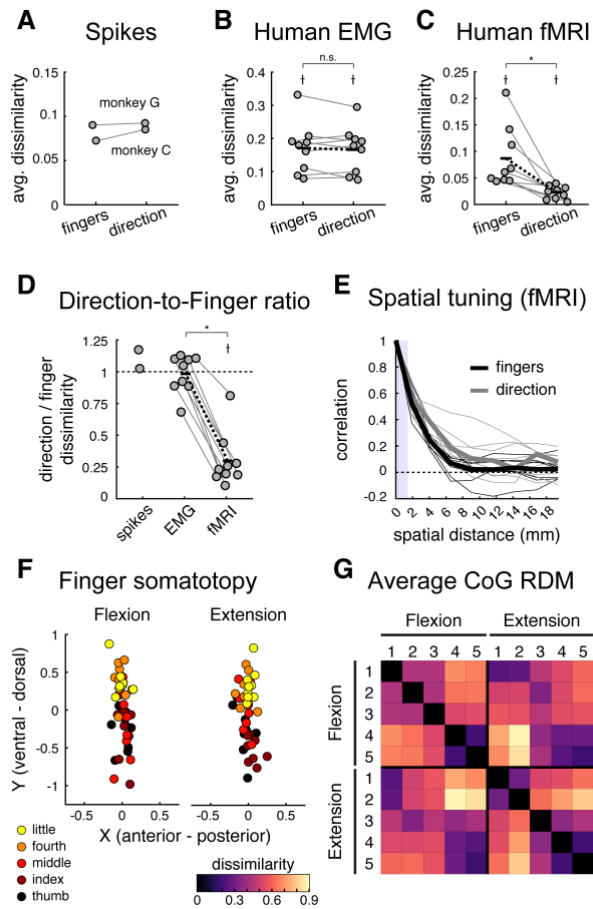 A Spikes
avg. dissimilarity
0.15
0.1
0.05
0
monkey G
monkey C
fingers
direction
B Human EMG
avg. dissimilarity
0.4
0.3
0.2
0.1
0
n.s.
† †
fingers
direction
C Human fMRI
avg. dissimilarity
0.25
0.2
0.15
0.1
0.05
0
*
† †
fingers
direction
D Direction-to-Finger ratio
direction / finger
dissimilarity
1.25
1
0.75
0.5
0.25
0
*
†
spikes
EMG
fMRI
E Spatial tuning (fMRI)
correlation
1
0.8
0.6
0.4
0.2
0
-0.2
fingers
direction
0 2 4 6 8 10 12 14 16 18
spatial distance (mm)
F Finger somatotopy
Flexion Extension
Y (ventral - dorsal)
1
0.5
0
-0.5
-1
-0.5 0 0.5 -0.5 0 0.5
X (anterior - posterior)
little
fourth
middle
index
thumb
dissimilarity
0 0.3 0.6 0.9
G Average CoG RDM
Flexion Extension
1 2 3 4 5 1 2 3 4 5
Flexion
1
2
3
4
5
Extension
1
2
3
4
5